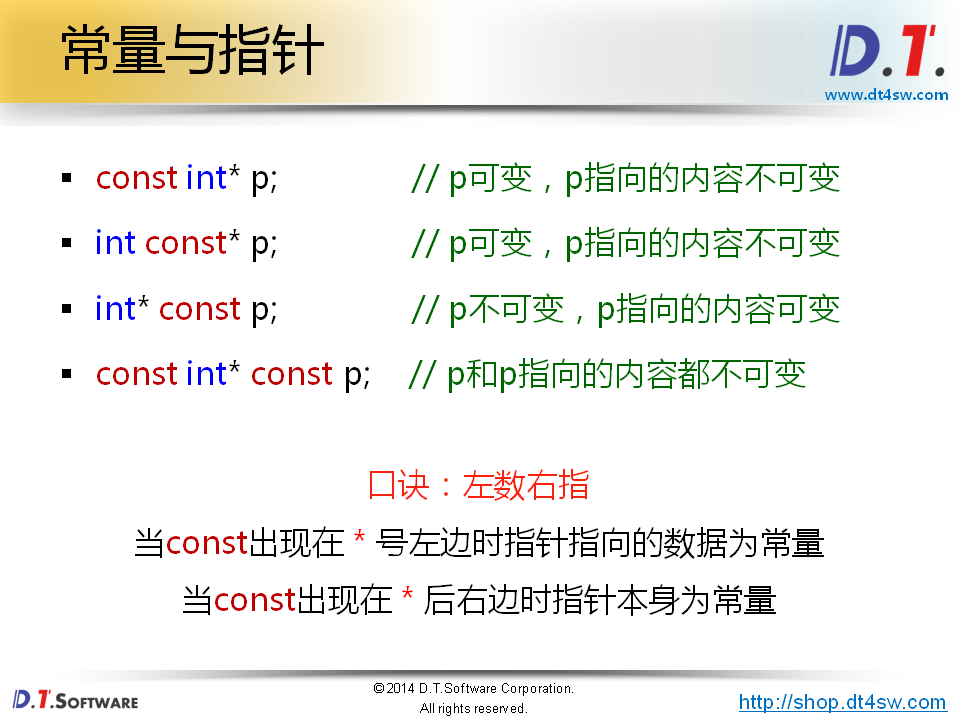 常量与指针
D.T.
www.dt4sw.com
▪ const int* p; // p可变，p指向的内容不可变
▪ int const* p; // p可变，p指向的内容不可变
▪ int* const p; // p不可变，p指向的内容可变
▪ const int* const p; // p和p指向的内容都不可变
口诀：左数右指
当const出现在 * 号左边时指针指向的数据为常量
当const出现在 * 后右边时指针本身为常量
D.T.SOFTWARE
©2014 D.T.Software Corporation.
All rights reserved.
http://shop.dt4sw.com